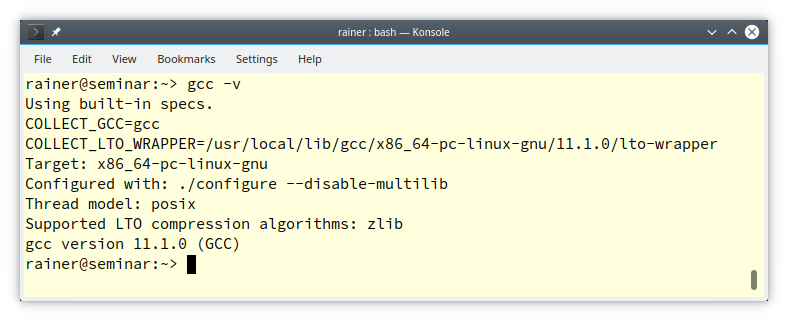 rainer : bash — Konsole
File Edit View Bookmarks Settings Help
rainer@seminar:~> gcc -v
Using built-in specs.
COLLECT_GCC=gcc
COLLECT_LTO_WRAPPER=/usr/local/lib/gcc/x86_64-pc-linux-gnu/11.1.0/lto-wrapper
Target: x86_64-pc-linux-gnu
Configured with: ./configure --disable-multilib
Thread model: posix
Supported LTO compression algorithms: zlib
gcc version 11.1.0 (GCC)
rainer@seminar:~>